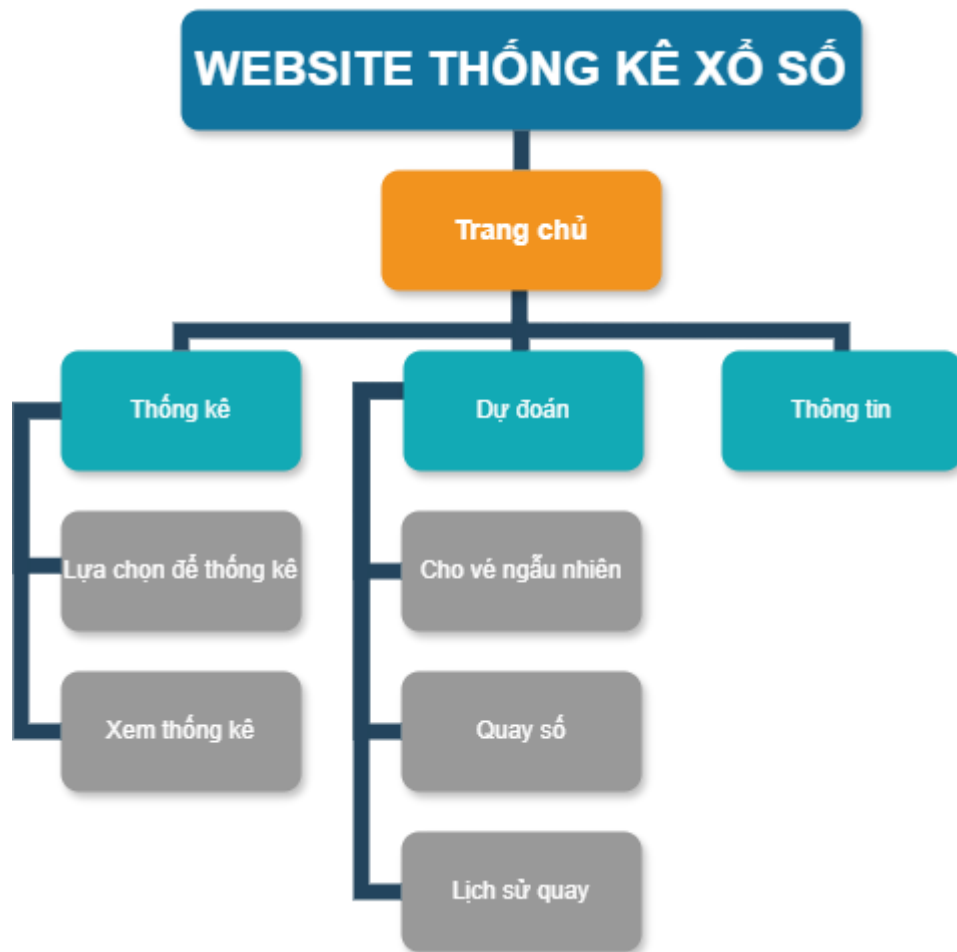 WEBSITE THỐNG KÊ XỔ SỐ
Trang chủ
Thống kê
Dự đoán
Thông tin
Lựa chọn để thống kê
Cho vé ngẫu nhiên
Xem thống kê
Quay số
Lịch sử quay